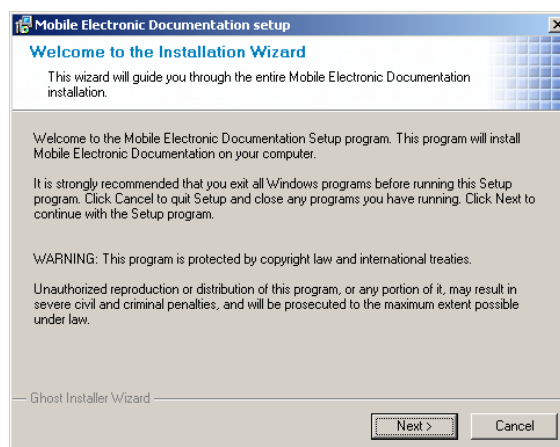 Mobile Electronic Documentation setup
Welcome to the Installation Wizard
This wizard will guide you through the entire Mobile Electronic Documentation
installation.
Welcome to the Mobile Electronic Documentation Setup program. This program will install
Mobile Electronic Documentation on your computer.
It is strongly recommended that you exit all Windows programs before running this Setup
program. Click Cancel to quit Setup and close any programs you have running. Click Next to
continue with the Setup program.
WARNING: This program is protected by copyright law and international treaties.
Unauthorized reproduction or distribution of this program, or any portion of it, may result in
severe civil and criminal penalties, and will be prosecuted to the maximum extent possible
under law.
Ghost Installer Wizard
Next >
Cancel